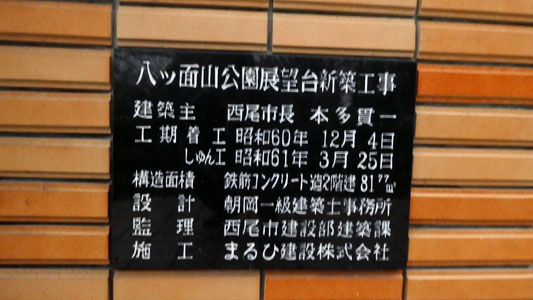 八ツ面山公園展望台新築工事
建築主 西尾市長 本多貫一
工期着工 昭和60年 12月 4日
しゅん工 昭和61年 3月 25日
構造面積 鉄筋コンクリート造2階建 81.77㎡
設計 朝岡一級建築士事務所
監理 西尾市建設部建築課
施工 まるひ建設株式会社